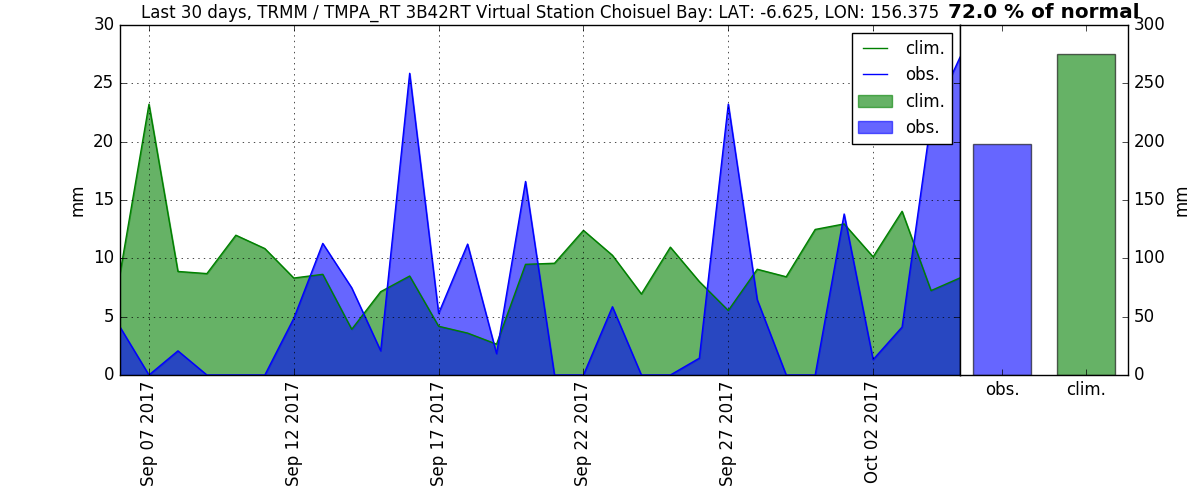 Last 30 days, TRMM / TMPA_RT 3B42RT Virtual Station Choisuel Bay: LAT: -6.625, LON: 156.375 72.0 % of normal
30
25
20
15
10
5
0
mm
clim.
obs.
clim.
obs.
Sep 07 2017
Sep 12 2017
Sep 17 2017
Sep 22 2017
Sep 27 2017
Oct 02 2017
300
250
200
150
100
50
0
mm
obs.
clim.